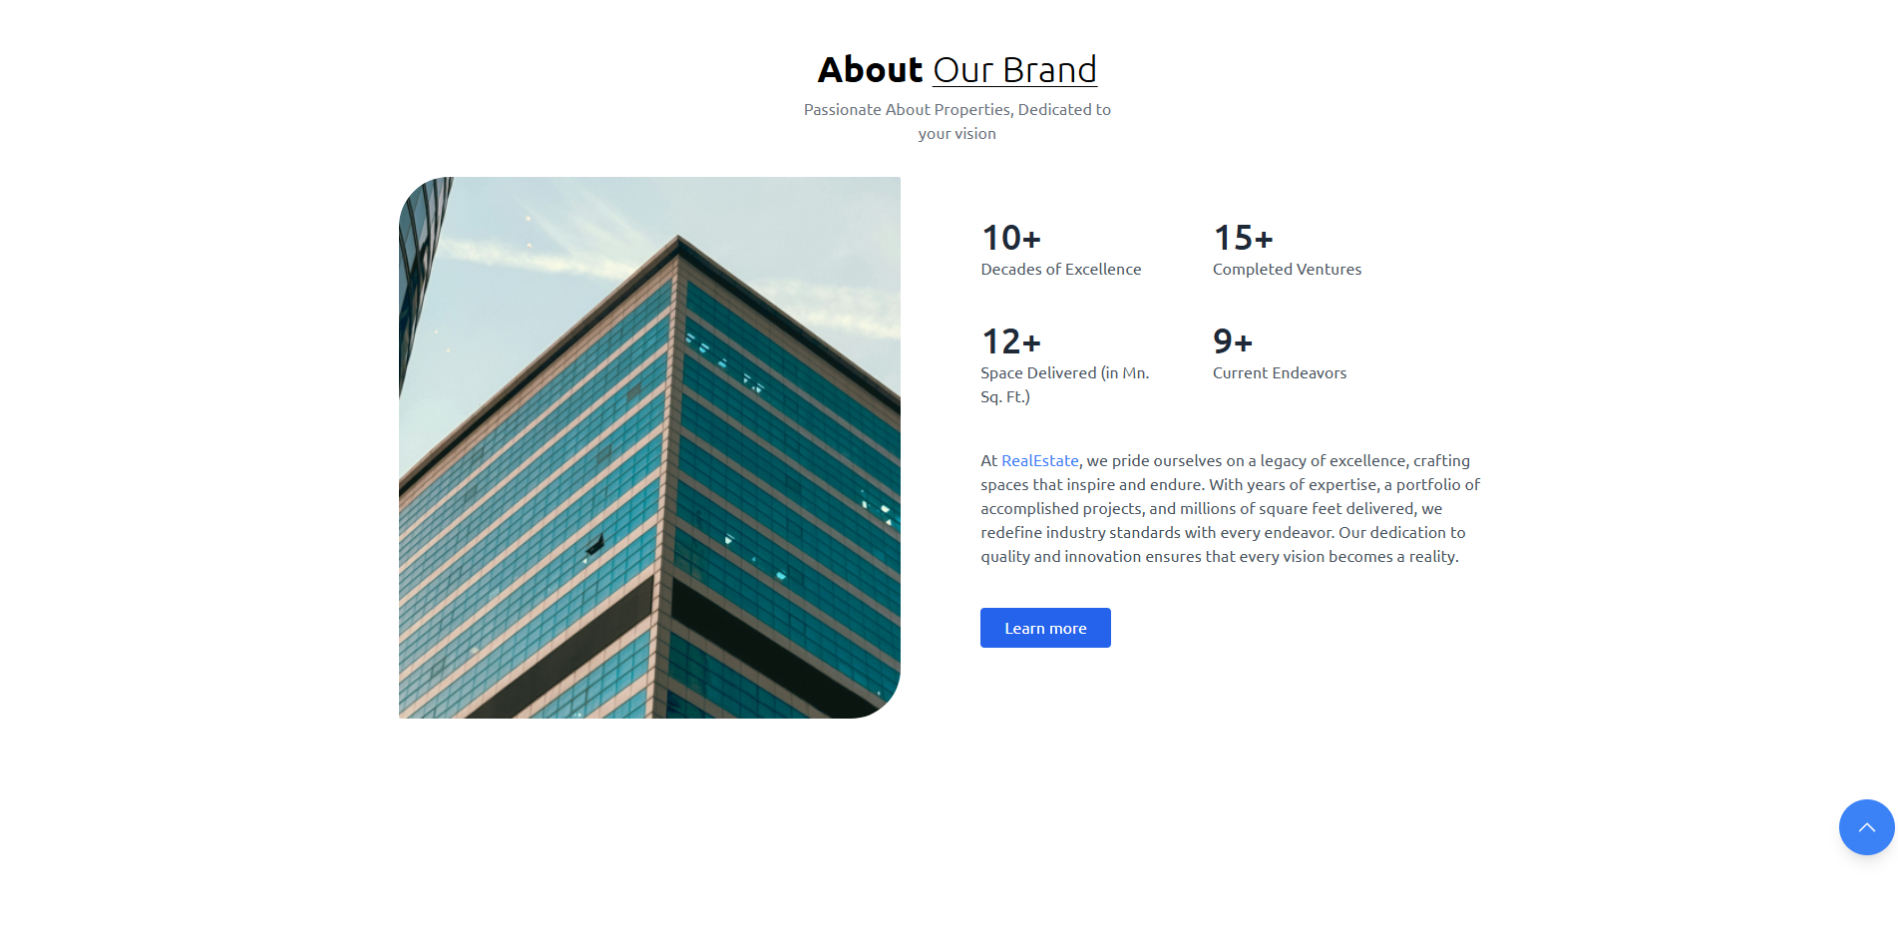 About Our Brand
Passionate About Properties, Dedicated to
your vision
10+
Decades of Excellence
15+
Completed Ventures
12+
Space Delivered (in Mn.
Sq. Ft.)
9+
Current Endeavors
At RealEstate, we pride ourselves on a legacy of excellence, crafting
spaces that inspire and endure. With years of expertise, a portfolio of
accomplished projects, and millions of square feet delivered, we
redefine industry standards with every endeavor. Our dedication to
quality and innovation ensures that every vision becomes a reality.
Learn more